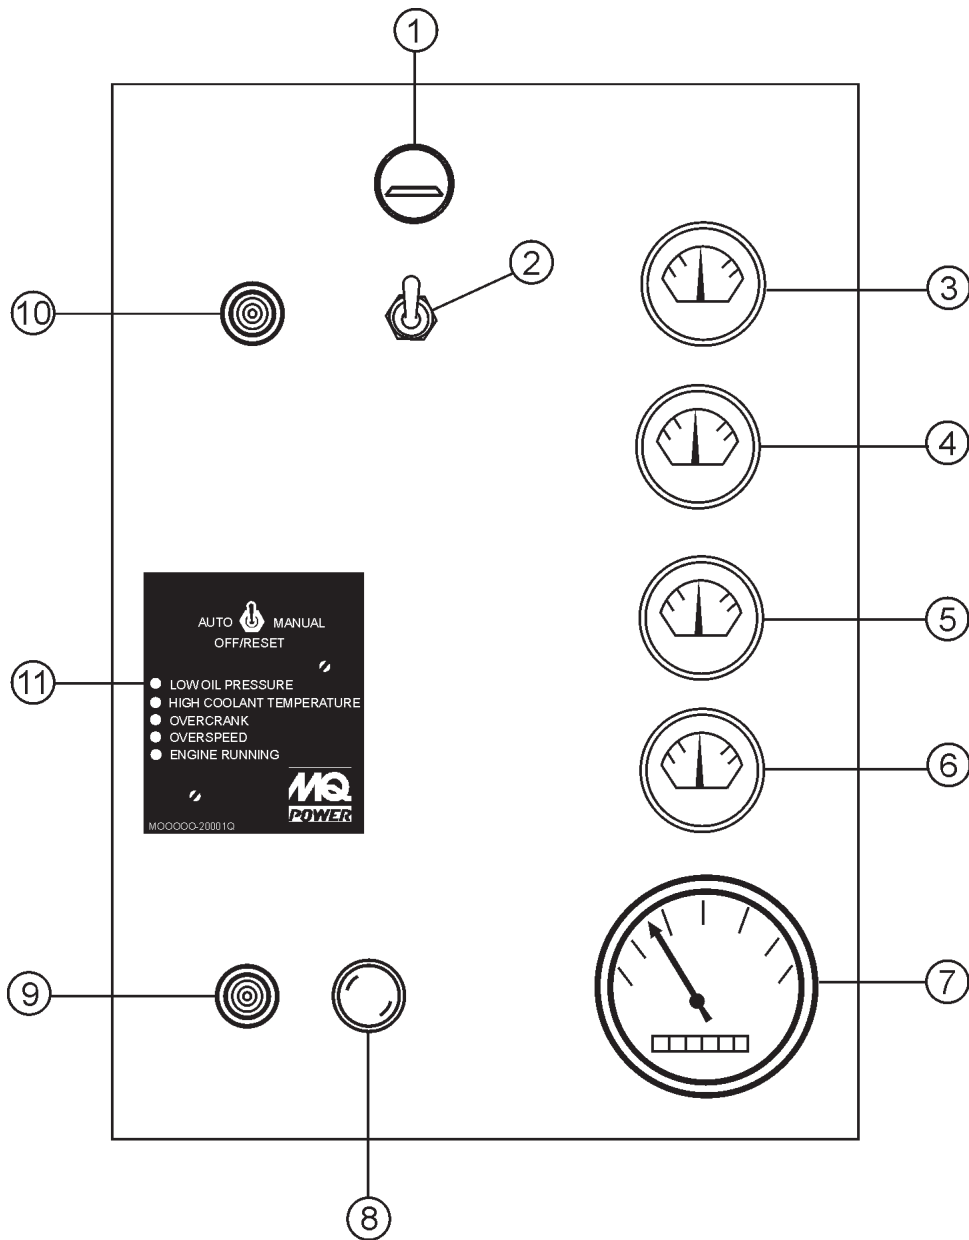 1
2
3
10
4
AUTO MANUAL
OFF/RESET
5
11
LOW OIL PRESSURE
HIGH COOLANT TEMPERATURE
OVERCRANK
OVERSPEED
ENGINE RUNNING
6
MQ
POWER
MOOOOO-20001Q
9
7
8